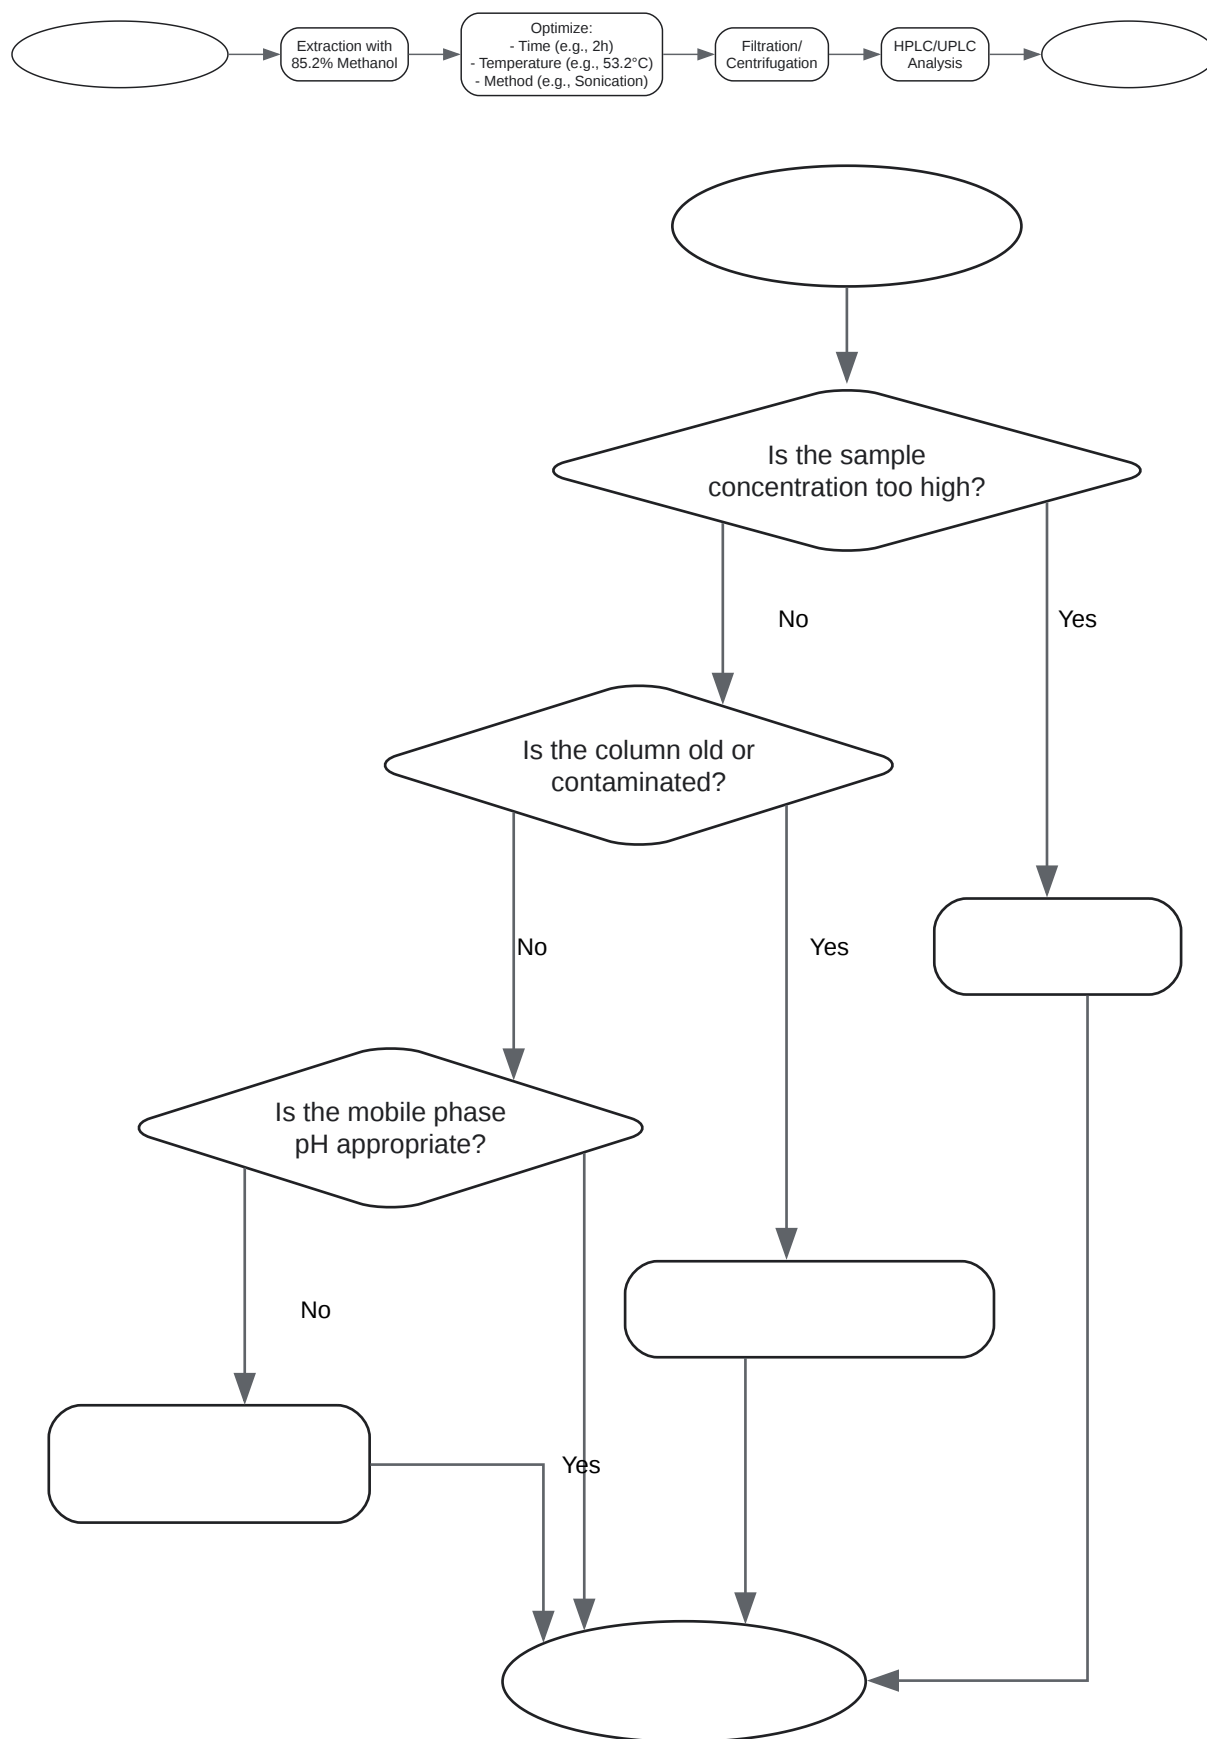 Extraction with
85.2% Methanol
Optimize:
- Time (e.g., 2h)
- Temperature (e.g., 53.2°C)
- Method (e.g., Sonication)
Filtration/
Centrifugation
HPLC/UPLC
Analysis
Is the sample
concentration too high?
No
Yes
Is the column old or
contaminated?
No
Yes
Is the mobile phase
pH appropriate?
No
Yes